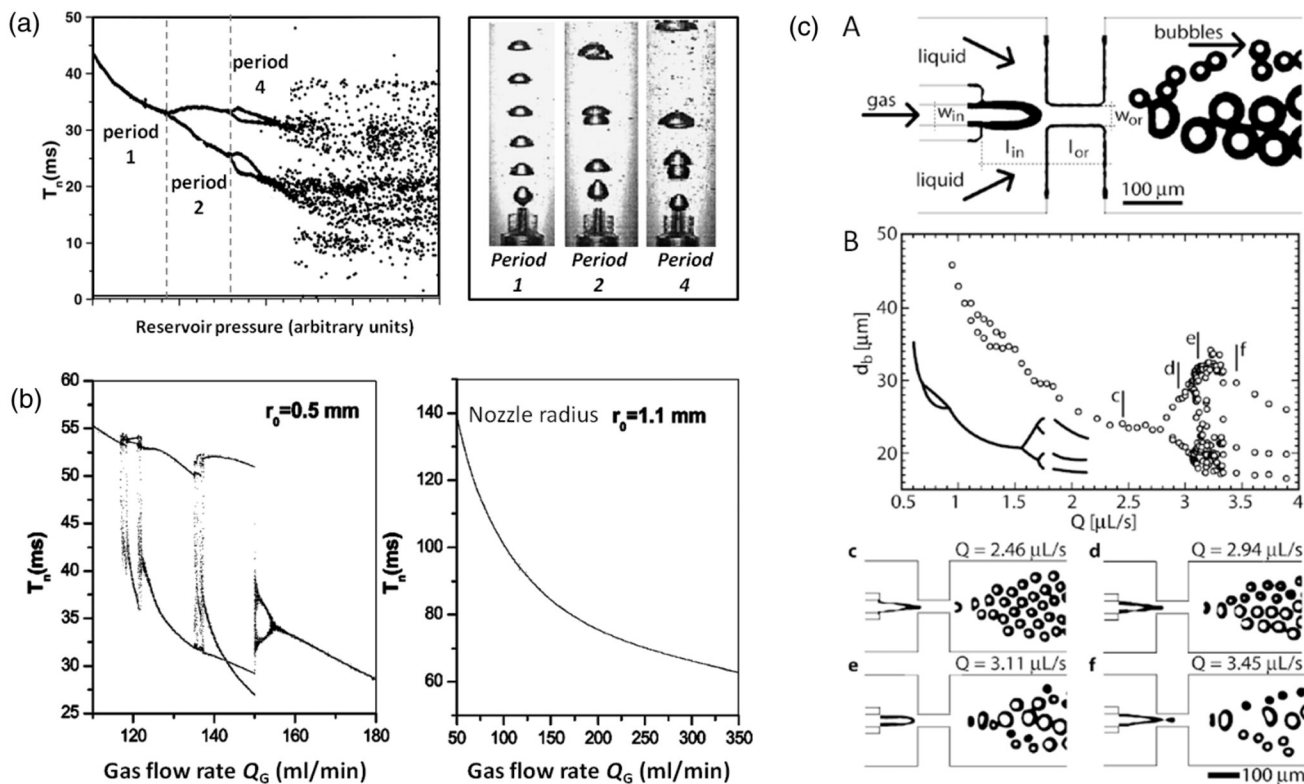 (a)
50
40
30
20
10
0
T_n(ms)
period
1
period
2
period
4
Reservoir pressure (arbitrary units)
Period
1
Period
2
Period
4
(b)
60
55
50
45
40
35
30
25
T_n(ms)
r₀=0.5 mm
120 140 160 180
Gas flow rate Q_G (ml/min)
140
120
100
80
60
T_n(ms)
Nozzle radius r₀=1.1 mm
50 100 150 200 250 300 350
Gas flow rate Q_G (ml/min)
(c) A
liquid
bubbles
gas
w_in
w_or
l_in
l_or
liquid
100 µm
B
50
40
30
20
d_b [µm]
c
d
e
f
0.5 1 1.5 2 2.5 3 3.5 4
Q [µL/s]
c Q = 2.46 µL/s
d Q = 2.94 µL/s
e Q = 3.11 µL/s
f Q = 3.45 µL/s
100 µm